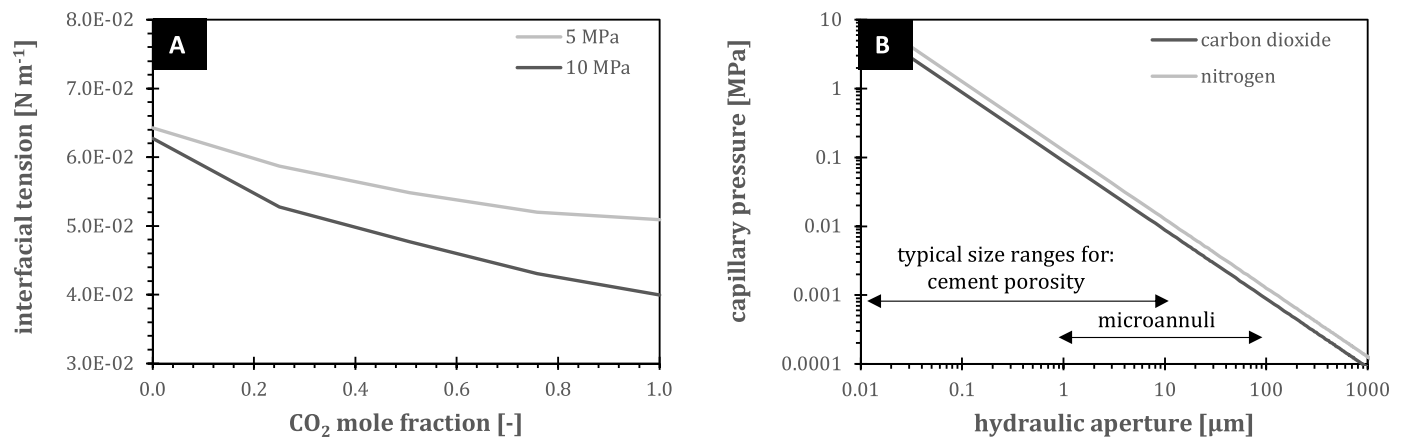 A
interfacial tension [N m⁻¹]
8.0E-02
7.0E-02
6.0E-02
5.0E-02
4.0E-02
3.0E-02
0.0
0.2
0.4
0.6
0.8
1.0
CO₂ mole fraction [-]
5 MPa
10 MPa
B
capillary pressure [MPa]
10
1
0.1
0.01
0.001
0.0001
0.01
0.1
1
10
100
1000
hydraulic aperture [µm]
carbon dioxide
nitrogen
typical size ranges for:
cement porosity
microannuli